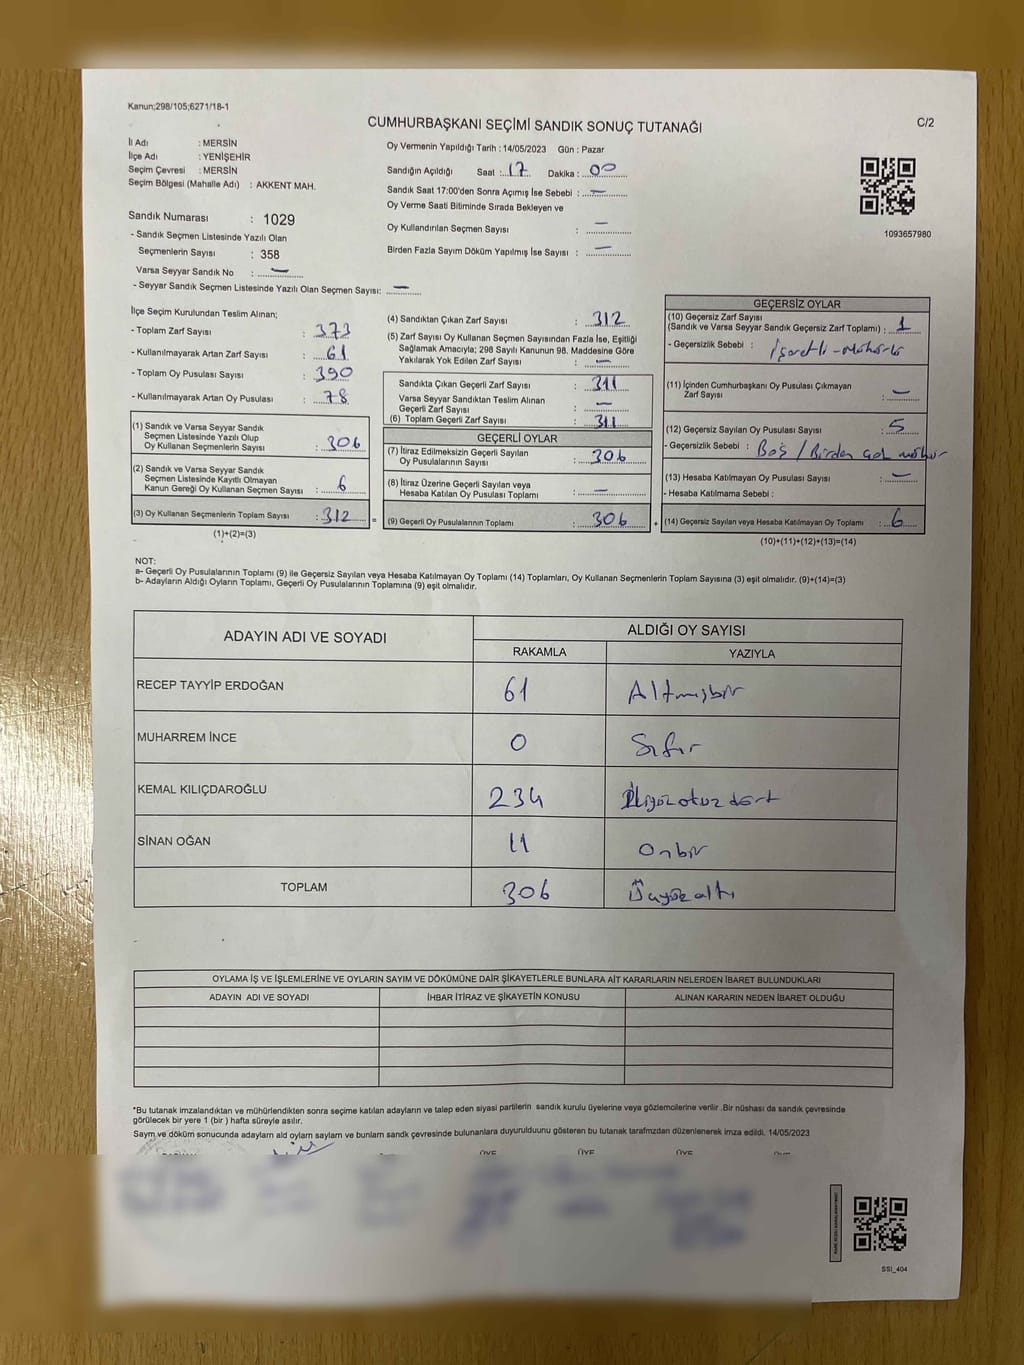 Kanun;298/105;6271/18-1
CUMHURBAŞKANI SEÇİMİ SANDIK SONUÇ TUTANAĞI
C/2
İl Adı : MERSİN
İlçe Adı : YENİŞEHİR
Seçim Çevresi : MERSİN
Seçim Bölgesi (Mahalle Adı) : AKKENT MAH.
Sandık Numarası : 1029
- Sandık Seçmen Listesinde Yazılı Olan
Seçmenlerin Sayısı : 358
Varsa Seyyar Sandık No : —
- Seyyar Sandık Seçmen Listesinde Yazılı Olan Seçmen Sayısı: —
Oy Vermenin Yapıldığı Tarih : 14/05/2023 Gün : Pazar
Sandığın Açıldığı Saat : 17 Dakika : 00
Sandık Saat 17:00'den Sonra Açımış İse Sebebi : —
Oy Verme Saati Bitiminde Sırada Bekleyen ve
Oy Kullandırılan Seçmen Sayısı : —
Birden Fazla Sayım Döküm Yapılmış İse Sayısı : —
1093657980
İlçe Seçim Kurulundan Teslim Alınan;
- Toplam Zarf Sayısı : 373
- Kullanılmayarak Artan Zarf Sayısı : 61
- Toplam Oy Pusulası Sayısı : 390
- Kullanılmayarak Artan Oy Pusulası : 78
(1) Sandık ve Varsa Seyyar Sandık
Seçmen Listesinde Yazılı Olup
Oy Kullanan Seçmenlerin Sayısı : 306
(2) Sandık ve Varsa Seyyar Sandık
Seçmen Listesinde Kayıtlı Olmayan
Kanun Gereği Oy Kullanan Seçmen Sayısı : 6
(3) Oy Kullanan Seçmenlerin Toplam Sayısı : 312 =
(1)+(2)=(3)
(4) Sandıktan Çıkan Zarf Sayısı : 312
(5) Zarf Sayısı Oy Kullanan Seçmen Sayısından Fazla İse, Eşitliği
Sağlamak Amacıyla; 298 Sayılı Kanunun 98. Maddesine Göre
Yakılarak Yok Edilen Zarf Sayısı : —
Sandıkta Çıkan Geçerli Zarf Sayısı : 311
Varsa Seyyar Sandıktan Teslim Alınan
Geçerli Zarf Sayısı : —
(6) Toplam Geçerli Zarf Sayısı : 311
GEÇERLİ OYLAR
(7) İtiraz Edilmeksizin Geçerli Sayılan
Oy Pusulalarının Sayısı : 306
(8) İtiraz Üzerine Geçerli Sayılan veya
Hesaba Katılan Oy Pusulası Toplamı : —
(9) Geçerli Oy Pusulalarının Toplamı : 306 +
GEÇERSİZ OYLAR
(10) Geçersiz Zarf Sayısı
(Sandık ve Varsa Seyyar Sandık Geçersiz Zarf Toplamı) : 1
- Geçersizlik Sebebi : İşaretli-mühürlü
(11) İçinden Cumhurbaşkanı Oy Pusulası Çıkmayan
Zarf Sayısı : —
(12) Geçersiz Sayılan Oy Pusulası Sayısı : 5
- Geçersizlik Sebebi : Boş / Birden çok mühür
(13) Hesaba Katılmayan Oy Pusulası Sayısı : —
- Hesaba Katılmama Sebebi :
(14) Geçersiz Sayılan veya Hesaba Katılmayan Oy Toplamı : 6
(10)+(11)+(12)+(13)=(14)
NOT:
a- Geçerli Oy Pusulalarının Toplamı (9) ile Geçersiz Sayılan veya Hesaba Katılmayan Oy Toplamı (14) Toplamları, Oy Kullanan Seçmenlerin Toplam Sayısına (3) eşit olmalıdır. (9)+(14)=(3)
b- Adayların Aldığı Oyların Toplamı, Geçerli Oy Pusulalarının Toplamına (9) eşit olmalıdır.
ADAYIN ADI VE SOYADI ALDIĞI OY SAYISI
RAKAMLA YAZIYLA
RECEP TAYYİP ERDOĞAN 61 Altmışbir
MUHARREM İNCE 0 Sıfır
KEMAL KILIÇDAROĞLU 234 İkiyüzotuzdört
SİNAN OĞAN 11 Onbir
TOPLAM 306 Üçyüzaltı
OYLAMA İŞ VE İŞLEMLERİNE VE OYLARIN SAYIM VE DÖKÜMÜNE DAİR ŞİKAYETLERLE BUNLARA AİT KARARLARIN NELERDEN İBARET BULUNDUKLARI
ADAYIN ADI VE SOYADI İHBAR İTİRAZ VE ŞİKAYETİN KONUSU ALINAN KARARIN NEDEN İBARET OLDUĞU
*Bu tutanak imzalandıktan ve mühürlendikten sonra seçime katılan adayların ve talep eden siyasi partilerin sandık kurulu üyelerine veya gözlemcilerine verilir .Bir nüshası da sandık çevresinde
görülecek bir yere 1 (bir ) hafta süreyle asılır.
Sayım ve döküm sonucunda adayların ald oyların sayların ve bunların sandk çevresinde bulunanlara duyurulduunu gösteren bu tutanak tarafmzdan düzenlenerek imza edildi. 14/05/2023
ÜYE ÜYE ÜYE ÜYE
SSI_404